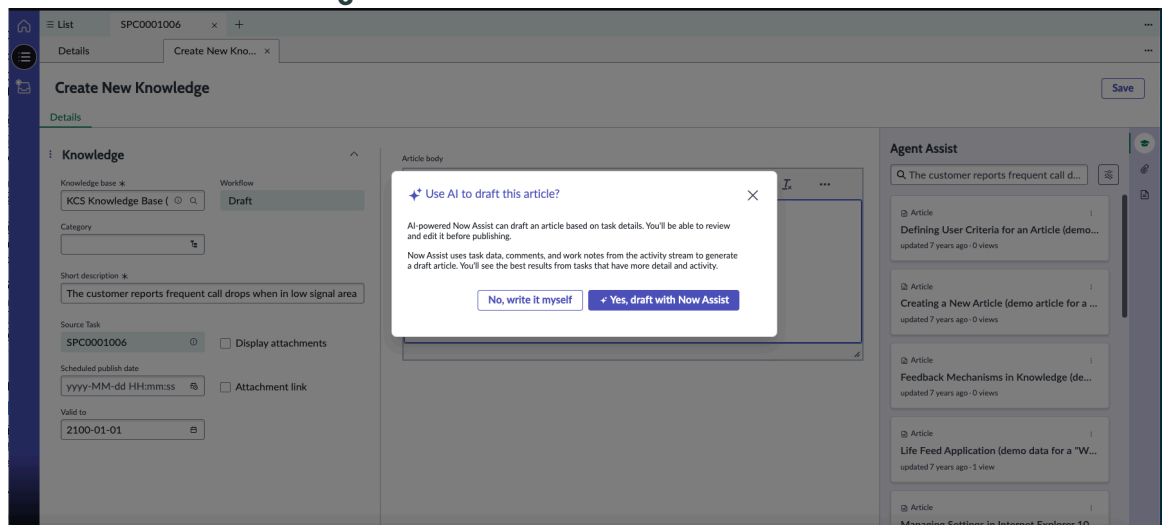 List
SPC0001006
Details
Create New Kno...
Create New Knowledge
Save
Details
Knowledge
Knowledge base *
KCS Knowledge Base (
Workflow
Draft
Category
Short description *
The customer reports frequent call drops when in low signal area
Source Task
SPC0001006
Display attachments
Scheduled publish date
yyyy-MM-dd HH:mm:ss
Attachment link
Valid to
2100-01-01
Article body
Use AI to draft this article?
AI-powered Now Assist can draft an article based on task details. You'll be able to review
and edit it before publishing.
Now Assist uses task data, comments, and work notes from the activity stream to generate
a draft article. You'll see the best results from tasks that have more detail and activity.
No, write it myself
Yes, draft with Now Assist
Agent Assist
The customer reports frequent call d...
Article
Defining User Criteria for an Article (demo...
updated 7 years ago · 0 views
Article
Creating a New Article (demo article for a ...
updated 7 years ago · 0 views
Article
Feedback Mechanisms in Knowledge (de...
updated 7 years ago · 0 views
Article
Life Feed Application (demo data for a "W...
updated 7 years ago · 1 view
Article
Managing Settings in Internet Explorer 10